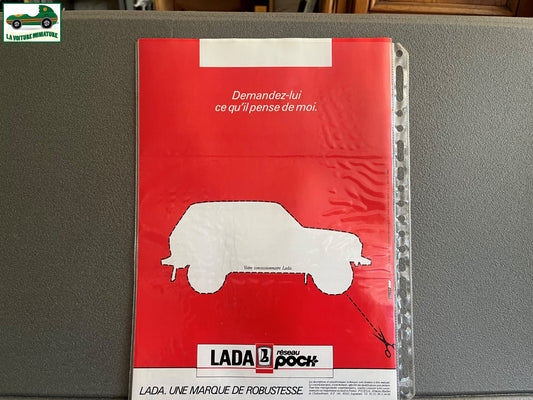 LA VOITURE MINIATURE
Demandez-lui
ce qu'il pense de moi.
Votre concessionnaire Lada.
LADA réseau poch
LADA. UNE MARQUE DE ROBUSTESSE.